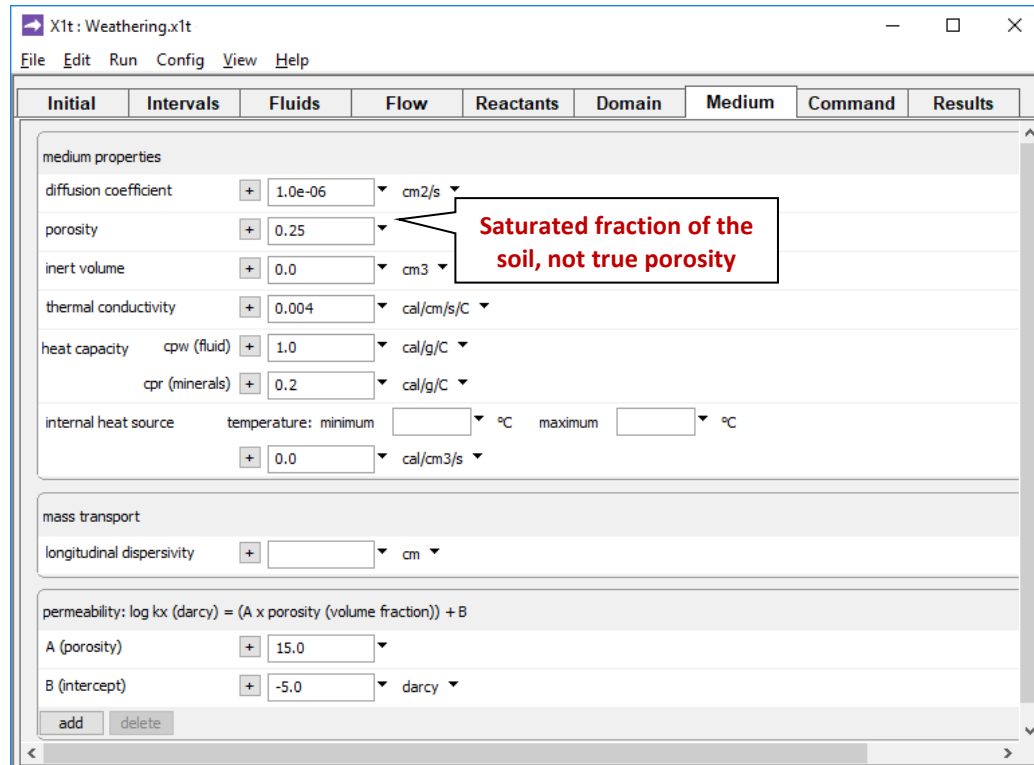 X1t : Weathering.x1t
File Edit Run Config View Help
Initial Intervals Fluids Flow Reactants Domain Medium Command Results
medium properties
diffusion coefficient + 1.0e-06 cm2/s
porosity + 0.25
Saturated fraction of the
soil, not true porosity
inert volume + 0.0 cm3
thermal conductivity + 0.004 cal/cm/s/C
heat capacity cpw (fluid) + 1.0 cal/g/C
cpr (minerals) + 0.2 cal/g/C
internal heat source temperature: minimum ºC maximum ºC
+ 0.0 cal/cm3/s
mass transport
longitudinal dispersivity + cm
permeability: log kx (darcy) = (A x porosity (volume fraction)) + B
A (porosity) + 15.0
B (intercept) + -5.0 darcy
add delete